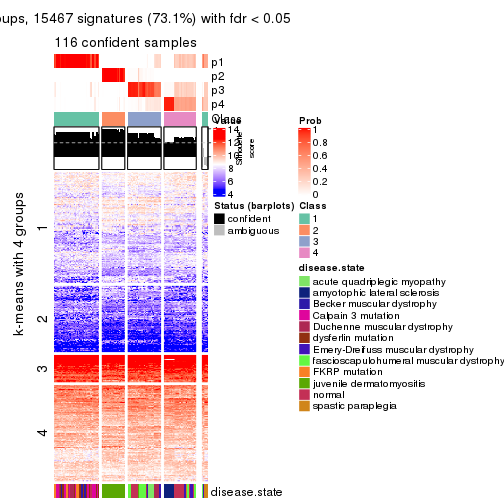 oups, 15467 signatures (73.1%) with fdr < 0.05
116 confident samples
p1
p2
p3
p4
Class
Silhouette
score
k-means with 4 groups
1
2
3
4
disease.state
Value
14
12
10
8
6
4
Prob
1
0.8
0.6
0.4
0.2
0
Status (barplots)
confident
ambiguous
Class
1
2
3
4
disease.state
acute quadriplegic myopathy
amyotophic lateral sclerosis
Becker muscular dystrophy
Calpain 3 mutation
Duchenne muscular dystrophy
dysferlin mutation
Emery-Dreifuss muscular dystrophy
fascioscapulohumeral muscular dystrophy
FKRP mutation
juvenile dermatomyositis
normal
spastic paraplegia